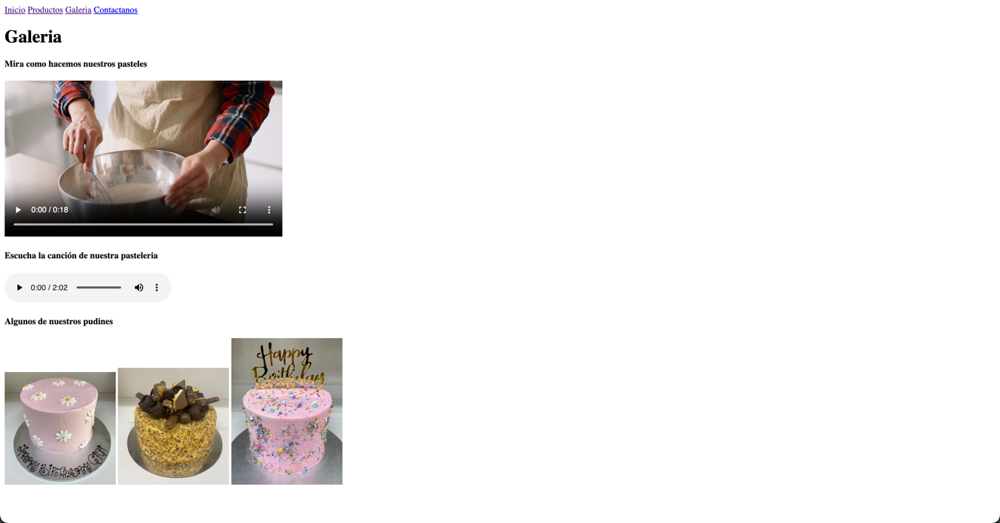 Inicio Productos Galeria Contactanos
Galeria
Mira como hacemos nuestros pasteles
0:00 / 0:18
Escucha la canción de nuestra pasteleria
0:00 / 2:02
Algunos de nuestros pudines
HAPPY BIRTHDAY GIGI
Happy
Birthday